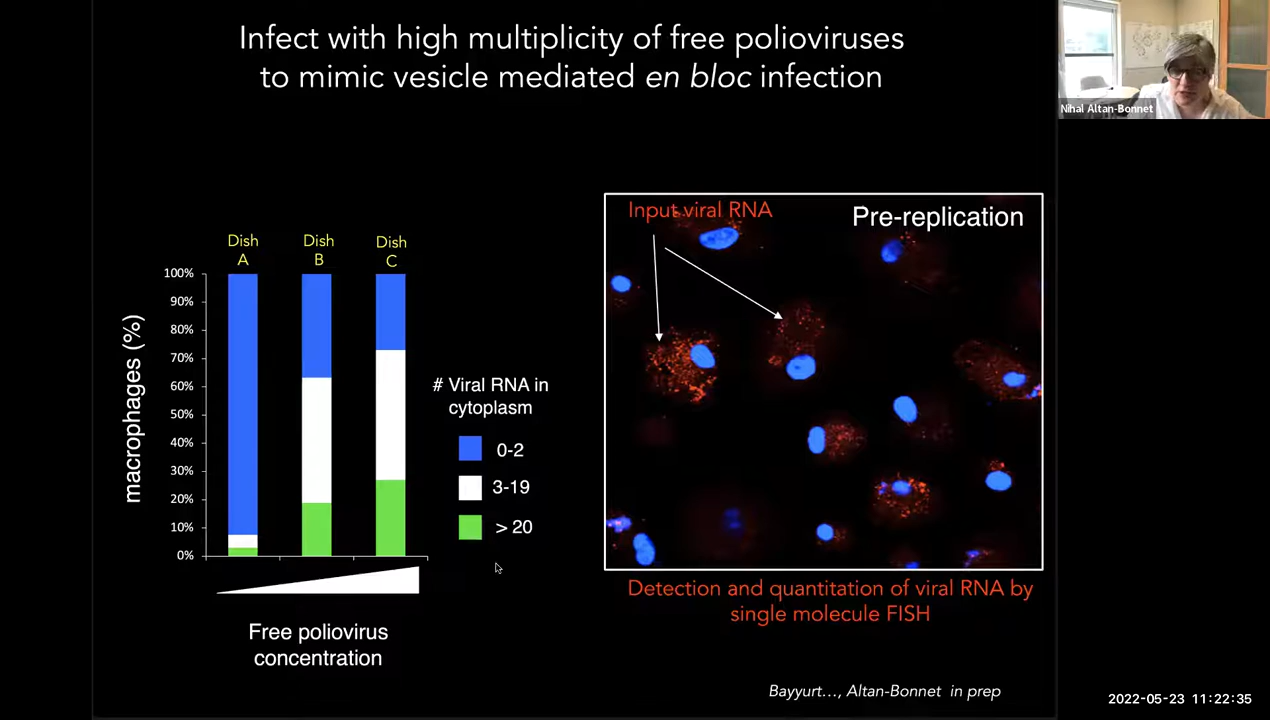 Infect with high multiplicity of free polioviruses
to mimic vesicle mediated en bloc infection
Nihal Altan-Bonnet
Dish
A
Dish
B
Dish
C
100%
90%
80%
70%
60%
50%
40%
30%
20%
10%
0%
macrophages (%)
# Viral RNA in
cytoplasm
0-2
3-19
> 20
Free poliovirus
concentration
Input viral RNA
Pre-replication
Detection and quantitation of viral RNA by
single molecule FISH
Bayyurt…, Altan-Bonnet in prep
2022-05-23 11:22:35